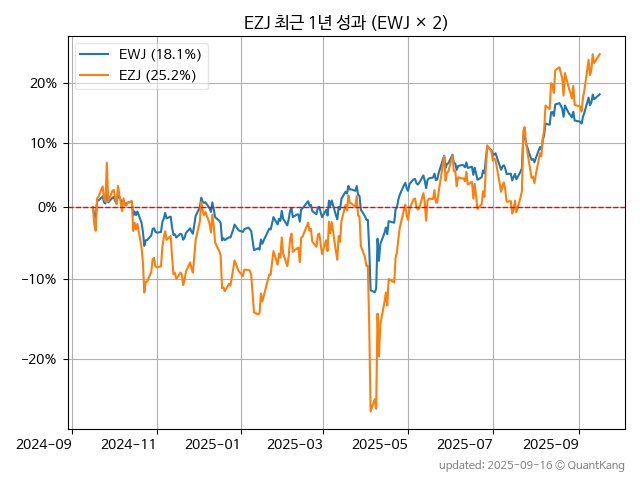 EZJ 최근 1년 성과 (EWJ × 2)
EWJ (18.1%)
EZJ (25.2%)
20%
10%
0%
−10%
−20%
2024-09 2024-11 2025-01 2025-03 2025-05 2025-07 2025-09
updated: 2025-09-16 ⓒ QuantKang